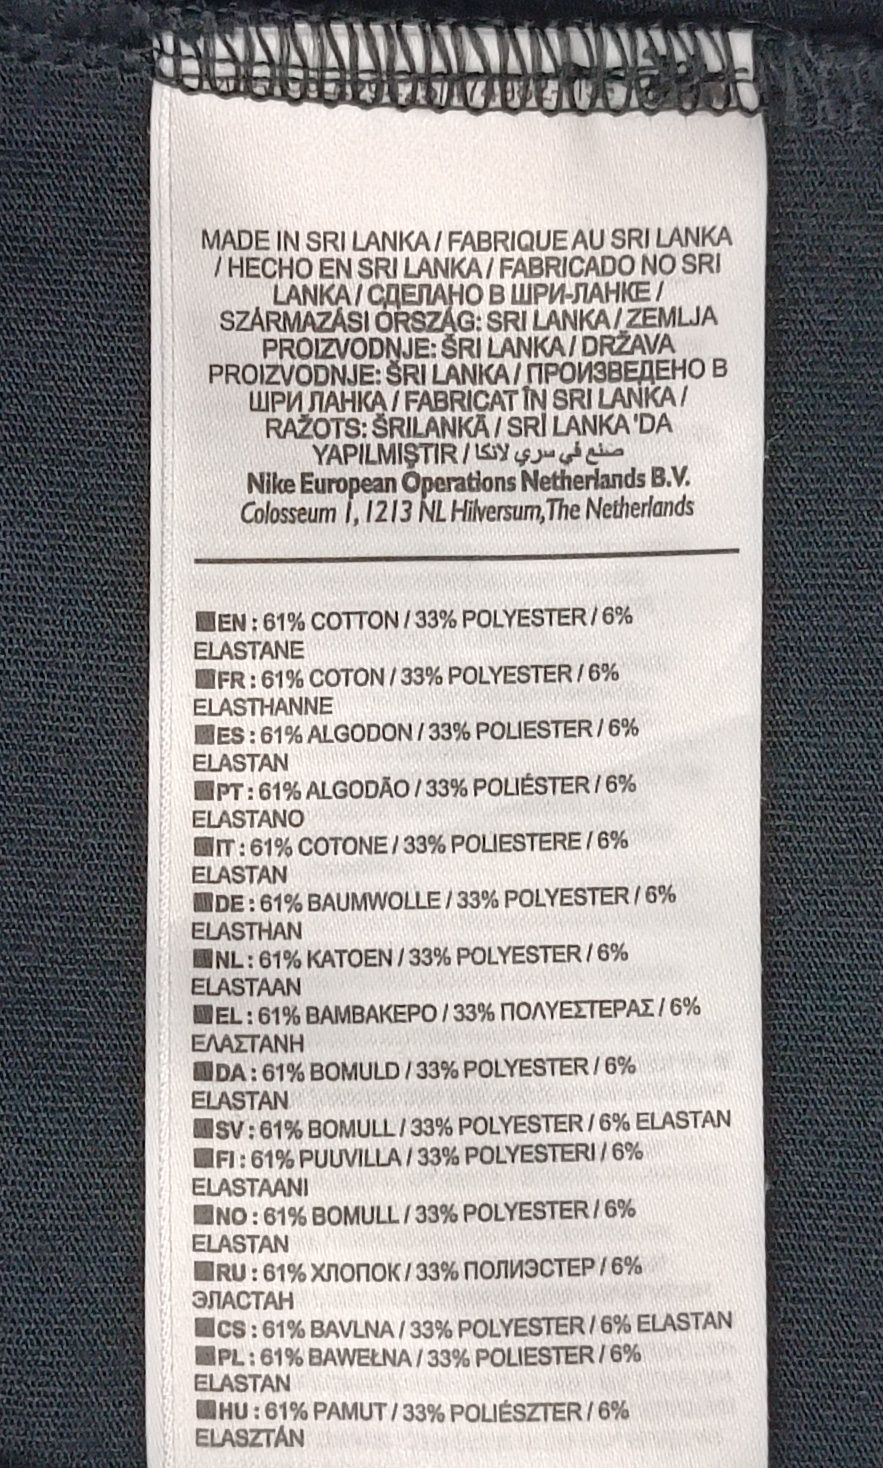 MADE IN SRI LANKA / FABRIQUE AU SRI LANKA
/ HECHO EN SRI LANKA / FABRICADO NO SRI
LANKA / СДЕЛАНО В ШРИ-ЛАНКЕ /
SZÁRMAZÁSI ORSZÁG: SRI LANKA / ZEMLJA
PROIZVODNJE: ŠRI LANKA / DRŽAVA
PROIZVODNJE: ŠRI LANKA / ПРОИЗВЕДЕНО В
ШРИ ЛАНКА / FABRICAT ÎN SRI LANKA /
RAŽOTS: ŠRILANKĀ / SRİ LANKA 'DA
YAPILMIŞTIR / صنع في سري لانكا
Nike European Operations Netherlands B.V.
Colosseum 1, 1213 NL Hilversum, The Netherlands
EN : 61% COTTON / 33% POLYESTER / 6%
ELASTANE
FR : 61% COTON / 33% POLYESTER / 6%
ELASTHANNE
ES : 61% ALGODON / 33% POLIESTER / 6%
ELASTAN
PT : 61% ALGODÃO / 33% POLIÉSTER / 6%
ELASTANO
IT : 61% COTONE / 33% POLIESTERE / 6%
ELASTAN
DE : 61% BAUMWOLLE / 33% POLYESTER / 6%
ELASTHAN
NL : 61% KATOEN / 33% POLYESTER / 6%
ELASTAAN
EL : 61% ΒΑΜΒΑΚΕΡΟ / 33% ΠΟΛΥΕΣΤΕΡΑΣ / 6%
ΕΛΑΣΤΑΝΗ
DA : 61% BOMULD / 33% POLYESTER / 6%
ELASTAN
SV : 61% BOMULL / 33% POLYESTER / 6% ELASTAN
FI : 61% PUUVILLA / 33% POLYESTERI / 6%
ELASTAANI
NO : 61% BOMULL / 33% POLYESTER / 6%
ELASTAN
RU : 61% ХЛОПОК / 33% ПОЛИЭСТЕР / 6%
ЭЛАСТАН
CS : 61% BAVLNA / 33% POLYESTER / 6% ELASTAN
PL : 61% BAWEŁNA / 33% POLIESTER / 6%
ELASTAN
HU : 61% PAMUT / 33% POLIÉSZTER / 6%
ELASZTÁN